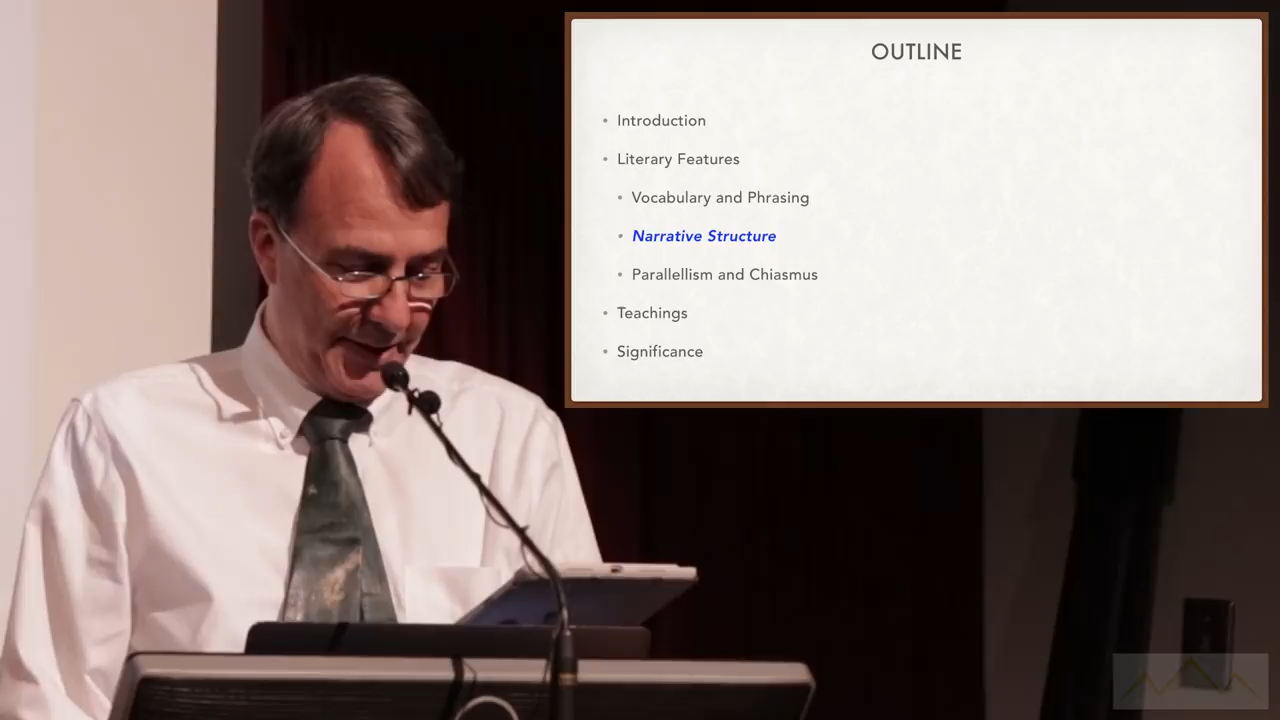 OUTLINE
• Introduction
• Literary Features
• Vocabulary and Phrasing
• Narrative Structure
• Parallellism and Chiasmus
• Teachings
• Significance